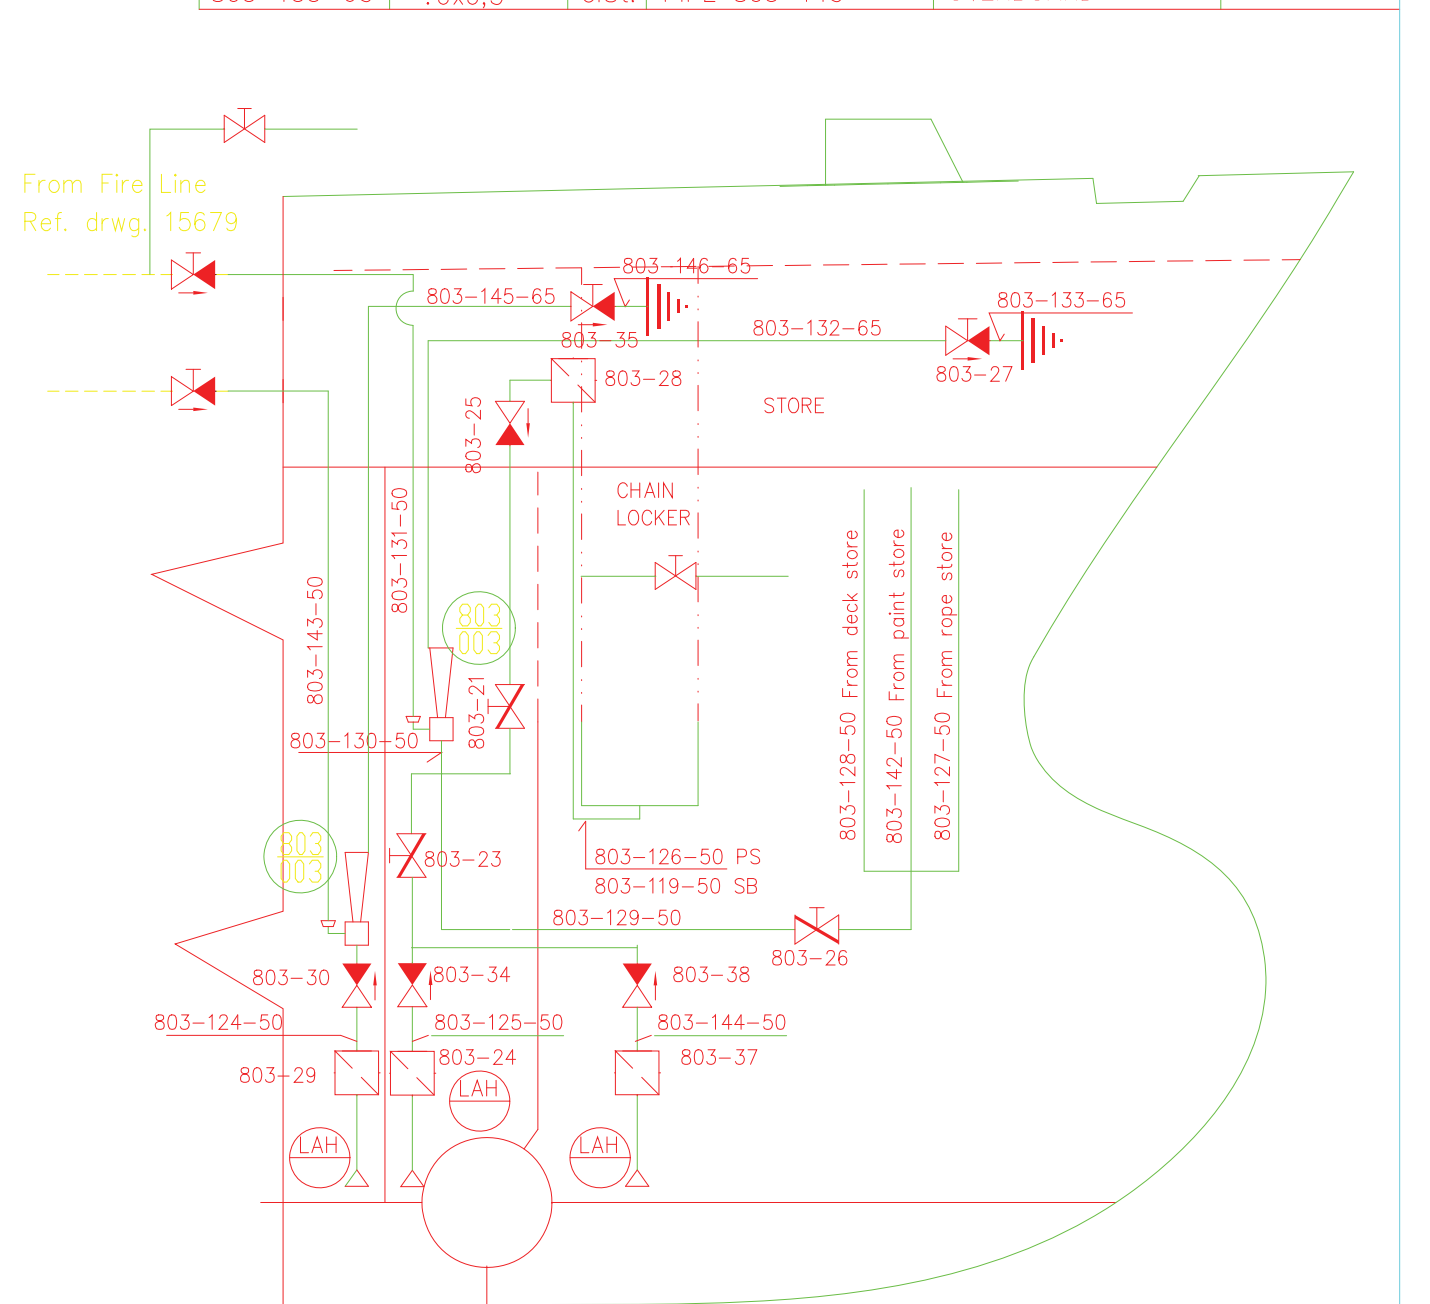 From Fire Line
Ref. drwg. 15679
803-146-65
803-145-65
803-133-65
803-35
803-132-65
803-28
803-27
803-25
STORE
CHAIN
LOCKER
803-131-50
803-143-50
803
003
803-21
803-128-50 From deck store
803-142-50 From paint store
803-127-50 From rope store
803-130-50
803
003
803-23
803-126-50 PS
803-119-50 SB
803-129-50
803-26
803-30
803-34
803-38
803-124-50
803-125-50
803-144-50
803-29
803-24
803-37
LAH
LAH
LAH